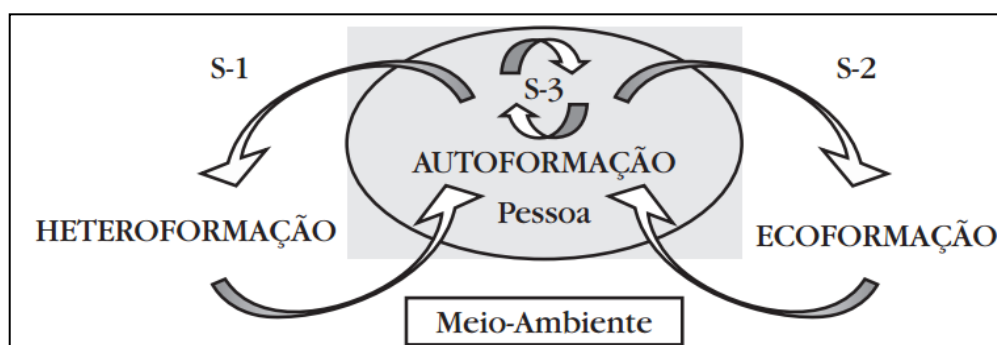 S-1
S-2
S-3
AUTOFORMAÇÃO
Pessoa
HETEROFORMAÇÃO
ECOFORMAÇÃO
Meio-Ambiente